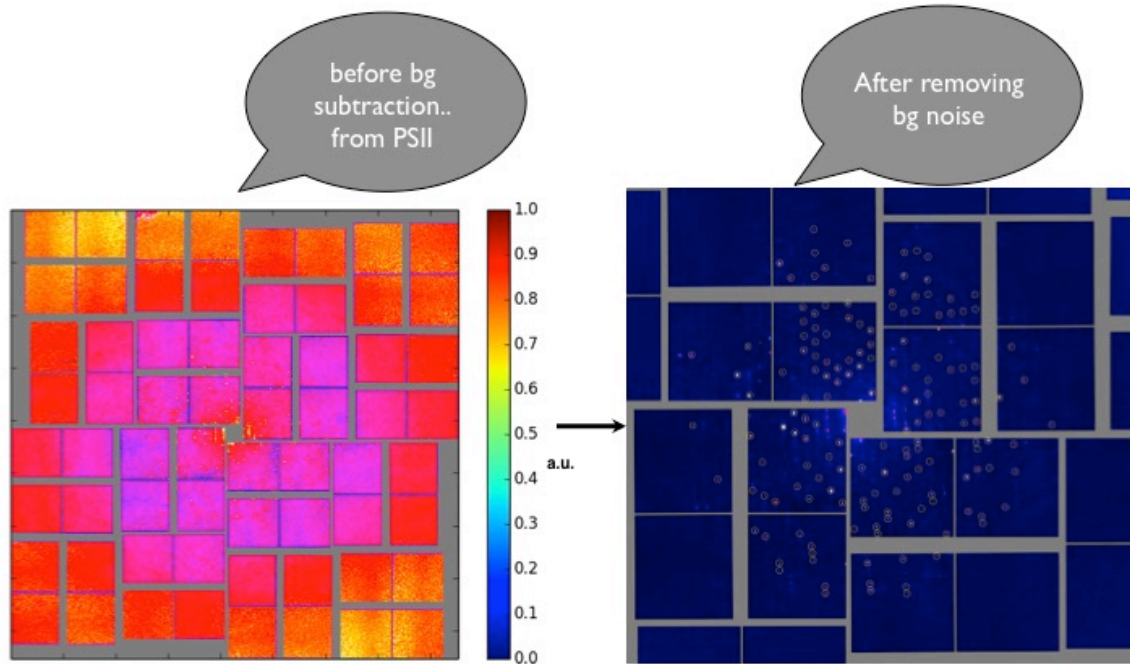 before bg
subtraction..
from PSII
After removing
bg noise
1.0
0.9
0.8
0.7
0.6
0.5
0.4
0.3
0.2
0.1
0.0
a.u.